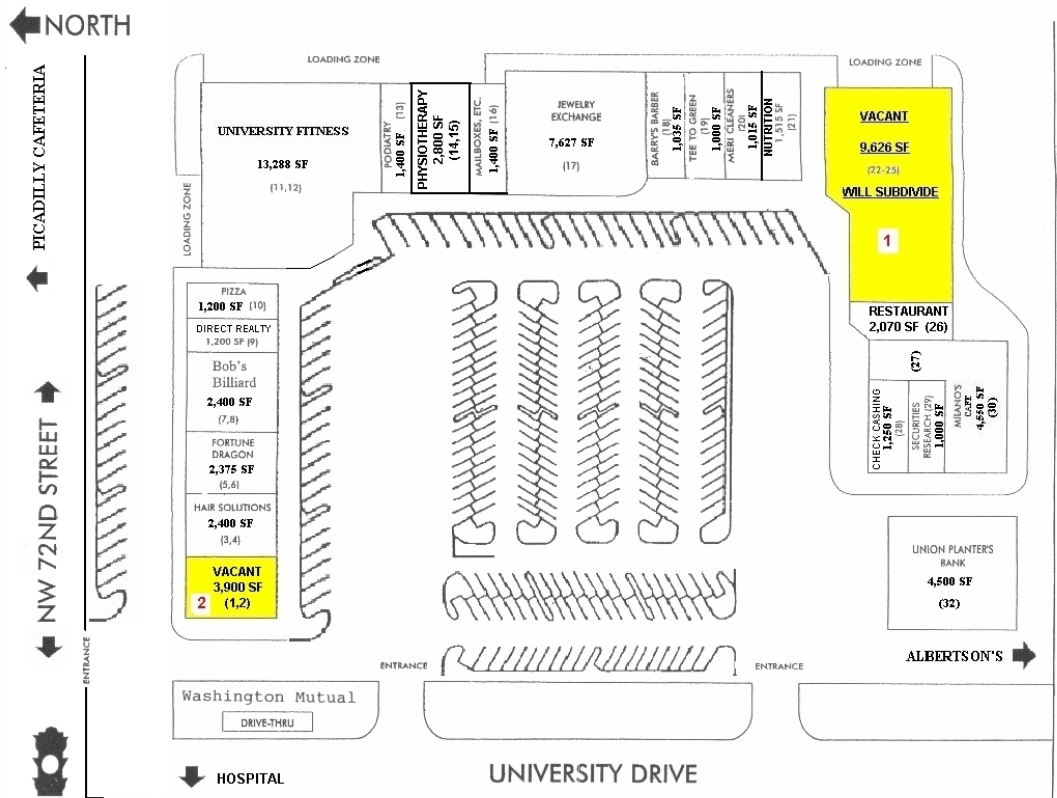 NORTH
PICADILLY CAFETERIA
NW 72ND STREET
ENTRANCE
LOADING ZONE
LOADING ZONE
UNIVERSITY FITNESS
13,288 SF
(11,12)
PODIATRY (13)
1,400 SF
PHYSIOTHERAPY
2,800 SF
(14,15)
MAILBOXES, ETC.
1,400 SF (16)
JEWELRY
EXCHANGE
7,627 SF
(17)
BARRY'S BARBER
(18)
1,035 SF
TEE TO GREEN
(19)
1,000 SF
MERI CLEANERS
(20)
1,015 SF
NUTRITION
1,515 SF
(21)
LOADING ZONE
VACANT
9,626 SF
(22-25)
WILL SUBDIVIDE
1
RESTAURANT
2,070 SF (26)
(27)
CHECK CASHING
1,250 SF
(28)
SECURITIES
RESEARCH (29)
1,000 SF
MILANO'S
CAFE
4,550 SF
(30)
PIZZA
1,200 SF (10)
DIRECT REALTY
1,200 SF (9)
Bob's
Billiard
2,400 SF
(7,8)
FORTUNE
DRAGON
2,375 SF
(5,6)
HAIR SOLUTIONS
2,400 SF
(3,4)
VACANT
3,900 SF
2 (1,2)
UNION PLANTER'S
BANK
4,500 SF
(32)
ALBERTSON'S
ENTRANCE
ENTRANCE
Washington Mutual
DRIVE-THRU
HOSPITAL
UNIVERSITY DRIVE